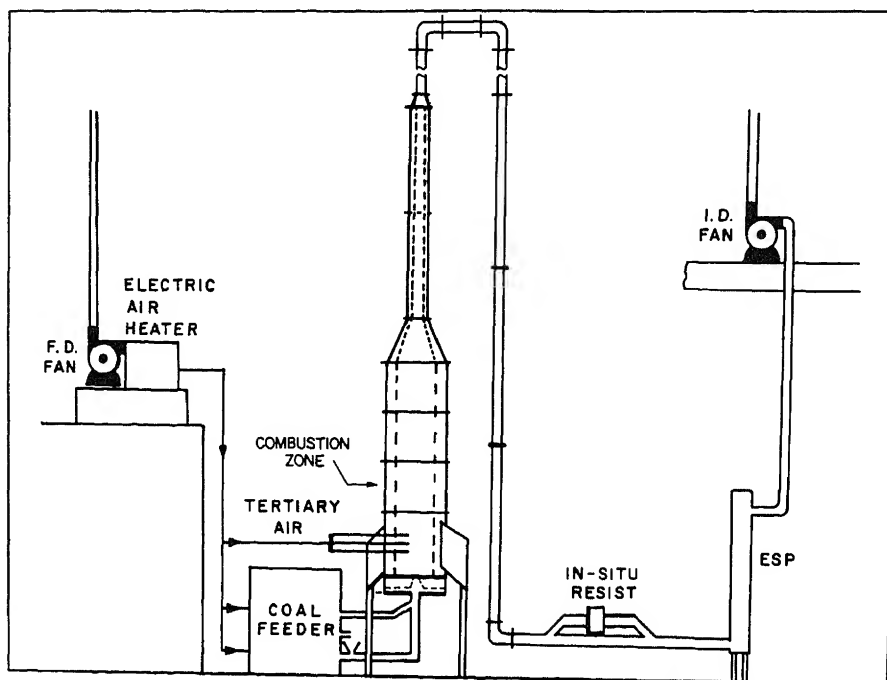 I.D.
FAN
ELECTRIC
AIR
HEATER
F.D.
FAN
COMBUSTION
ZONE
TERTIARY
AIR
COAL
FEEDER
IN-SITU
RESIST
ESP